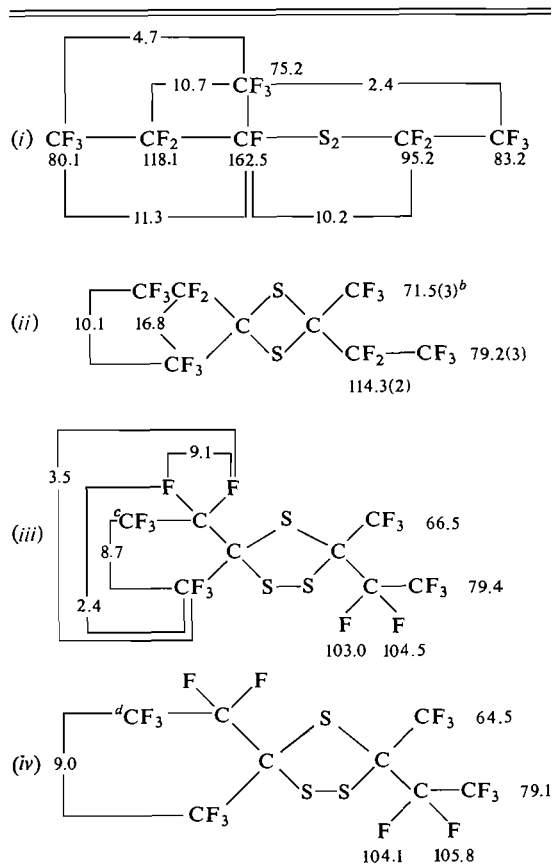 4.7
75.2
10.7 CF3 2.4
(i) CF3 CF2 CF S2 CF2 CF3
80.1 118.1 162.5 95.2 83.2
11.3 10.2
CF3 CF2 S CF3 71.5(3)b
(ii) 10.1 16.8 C C
CF3 S CF2 CF3 79.2(3)
114.3(2)
9.1
3.5 F F
S
(iii) cCF3 C CF3 66.5
8.7 C C
CF3 S S C CF3 79.4
2.4 F F
103.0 104.5
F F
dCF3 C S CF3 64.5
(iv) 9.0 C C
S S C CF3 79.1
CF3 F F
104.1 105.8